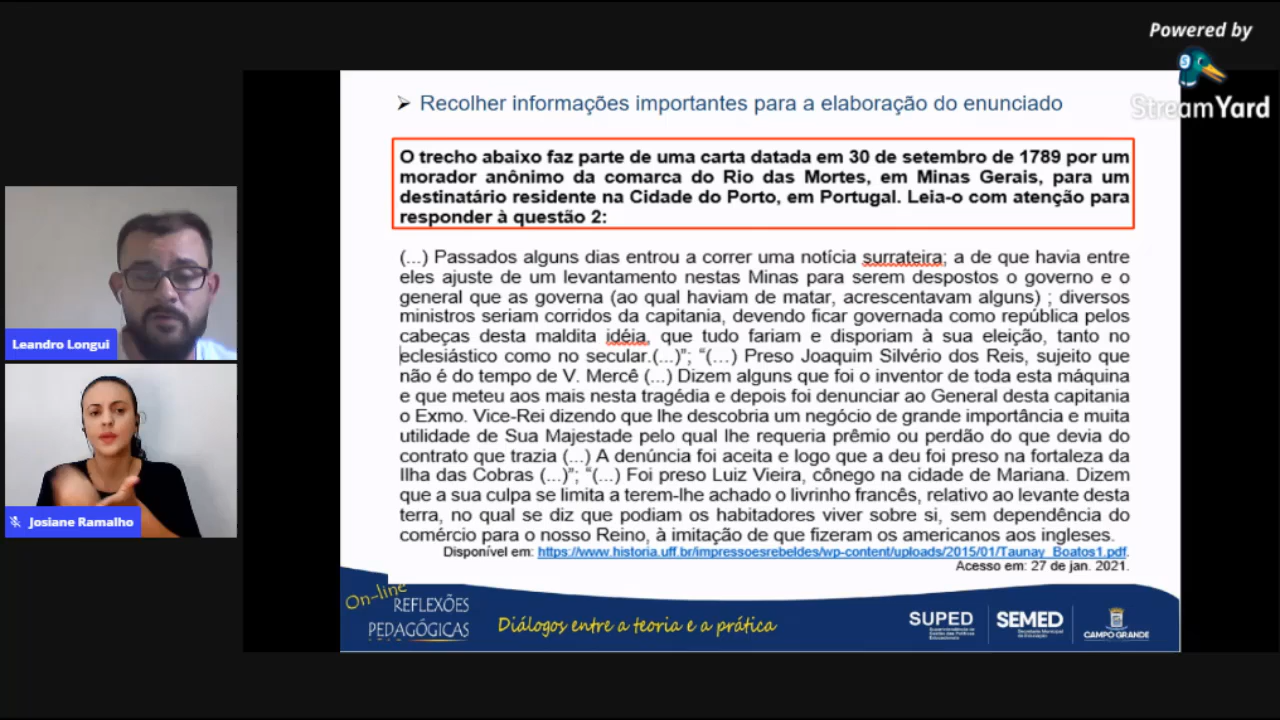 Powered by
StreamYard
➢ Recolher informações importantes para a elaboração do enunciado
O trecho abaixo faz parte de uma carta datada em 30 de setembro de 1789 por um
morador anônimo da comarca do Rio das Mortes, em Minas Gerais, para um
destinatário residente na Cidade do Porto, em Portugal. Leia-o com atenção para
responder à questão 2:
(...) Passados alguns dias entrou a correr uma notícia surrateira; a de que havia entre
eles ajuste de um levantamento nestas Minas para serem despostos o governo e o
general que as governa (ao qual haviam de matar, acrescentavam alguns) ; diversos
ministros seriam corridos da capitania, devendo ficar governada como república pelos
cabeças desta maldita idéia, que tudo fariam e disporiam à sua eleição, tanto no
eclesiástico como no secular.(...)”; “(...) Preso Joaquim Silvério dos Reis, sujeito que
não é do tempo de V. Mercê (...) Dizem alguns que foi o inventor de toda esta máquina
e que meteu aos mais nesta tragédia e depois foi denunciar ao General desta capitania
o Exmo. Vice-Rei dizendo que lhe descobria um negócio de grande importância e muita
utilidade de Sua Majestade pelo qual lhe requeria prêmio ou perdão do que devia do
contrato que trazia (...) A denúncia foi aceita e logo que a deu foi preso na fortaleza da
Ilha das Cobras (...)”; “(...) Foi preso Luiz Vieira, cônego na cidade de Mariana. Dizem
que a sua culpa se limita a terem-lhe achado o livrinho francês, relativo ao levante desta
terra, no qual se diz que podiam os habitadores viver sobre si, sem dependência do
comércio para o nosso Reino, à imitação de que fizeram os americanos aos ingleses.
Disponível em: https://www.historia.uff.br/impressoesrebeldes/wp-content/uploads/2015/01/Taunay_Boatos1.pdf.
Acesso em: 27 de jan. 2021.
Leandro Longui
Josiane Ramalho
On-line
REFLEXÕES
PEDAGÓGICAS
Diálogos entre a teoria e a prática
SUPED
SEMED
CAMPO GRANDE